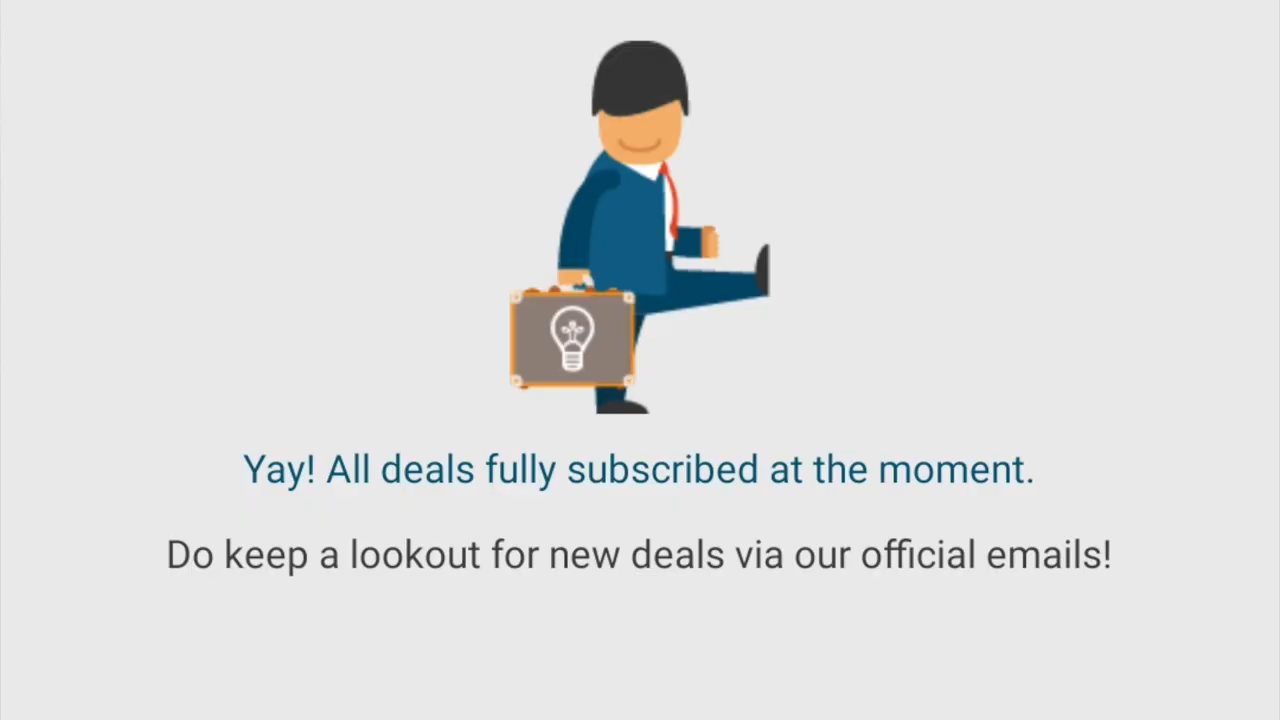 Yay! All deals fully subscribed at the moment.
Do keep a lookout for new deals via our official emails!